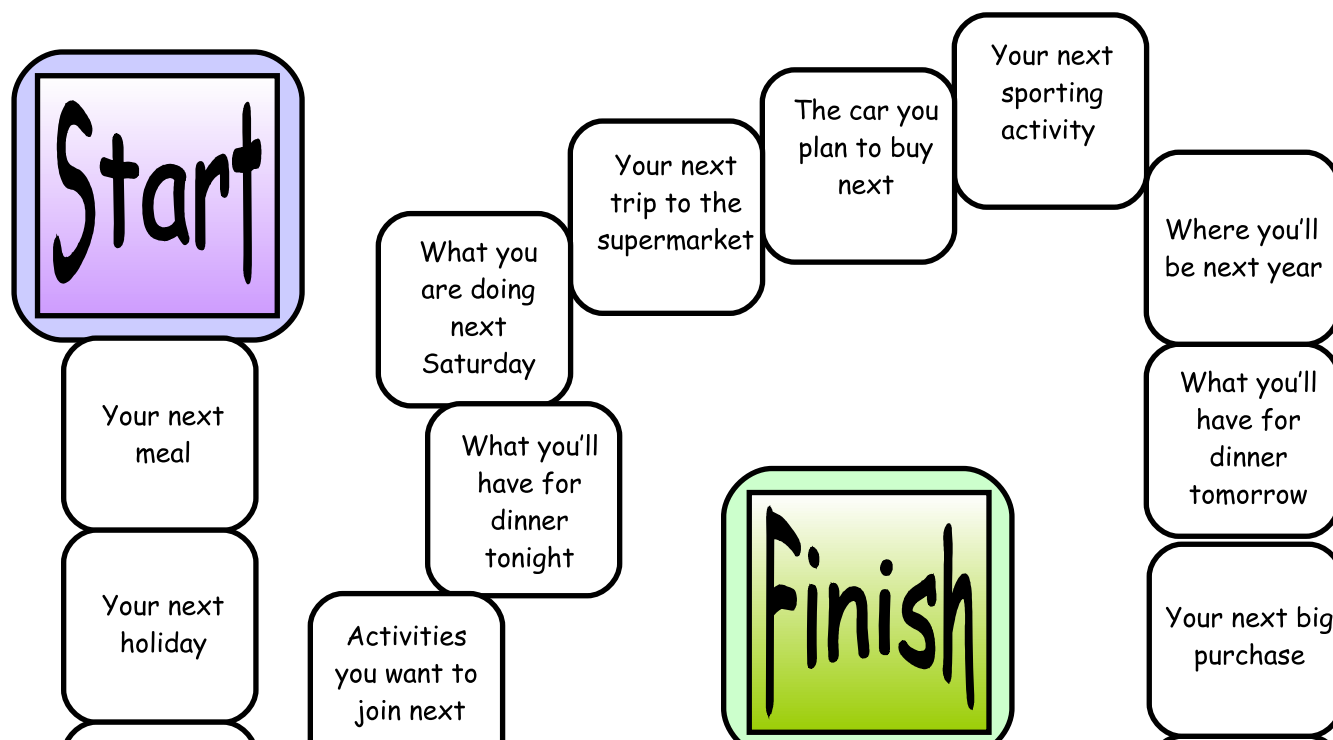 Start
Your next
meal
Your next
holiday
Activities
you want to
join next
What you'll
have for
dinner
tonight
What you
are doing
next
Saturday
Your next
trip to the
supermarket
The car you
plan to buy
next
Your next
sporting
activity
Where you'll
be next year
What you'll
have for
dinner
tomorrow
Your next big
purchase
Finish